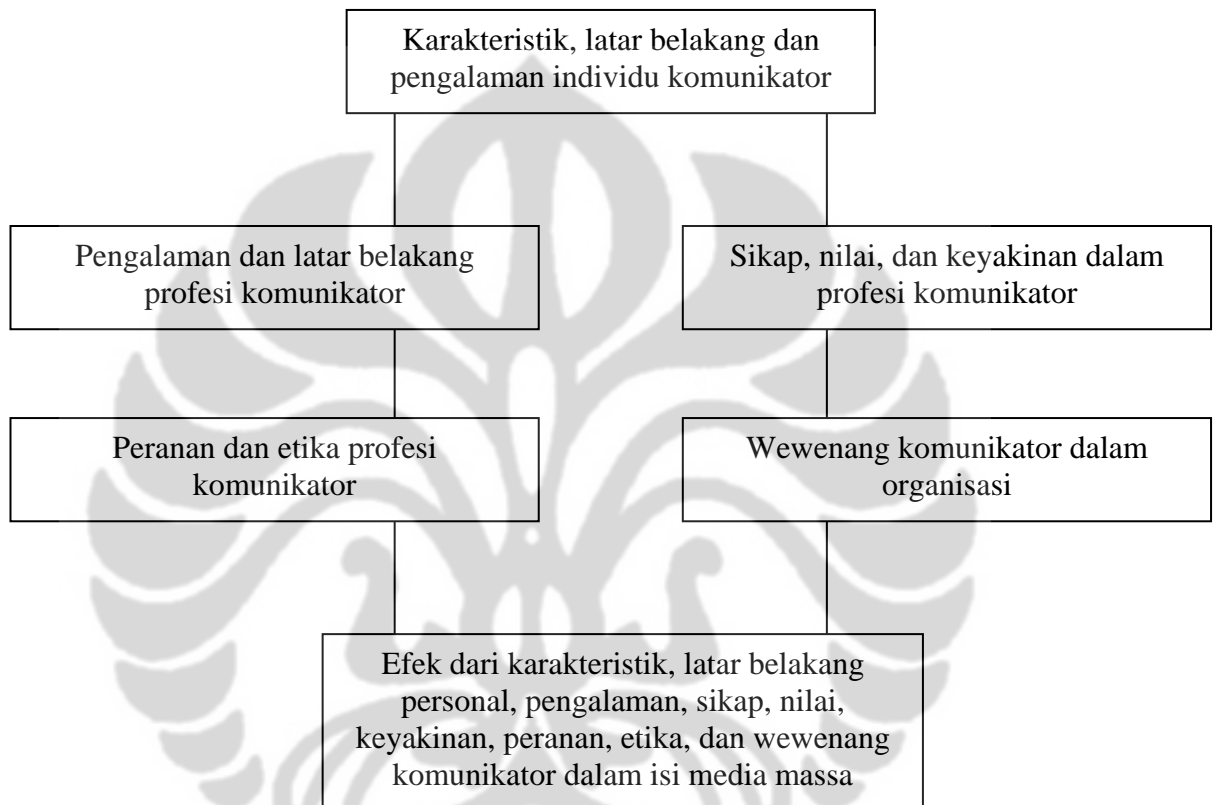 Karakteristik, latar belakang dan
pengalaman individu komunikator
Pengalaman dan latar belakang
profesi komunikator
Sikap, nilai, dan keyakinan dalam
profesi komunikator
Peranan dan etika profesi
komunikator
Wewenang komunikator dalam
organisasi
Efek dari karakteristik, latar belakang
personal, pengalaman, sikap, nilai,
keyakinan, peranan, etika, dan wewenang
komunikator dalam isi media massa